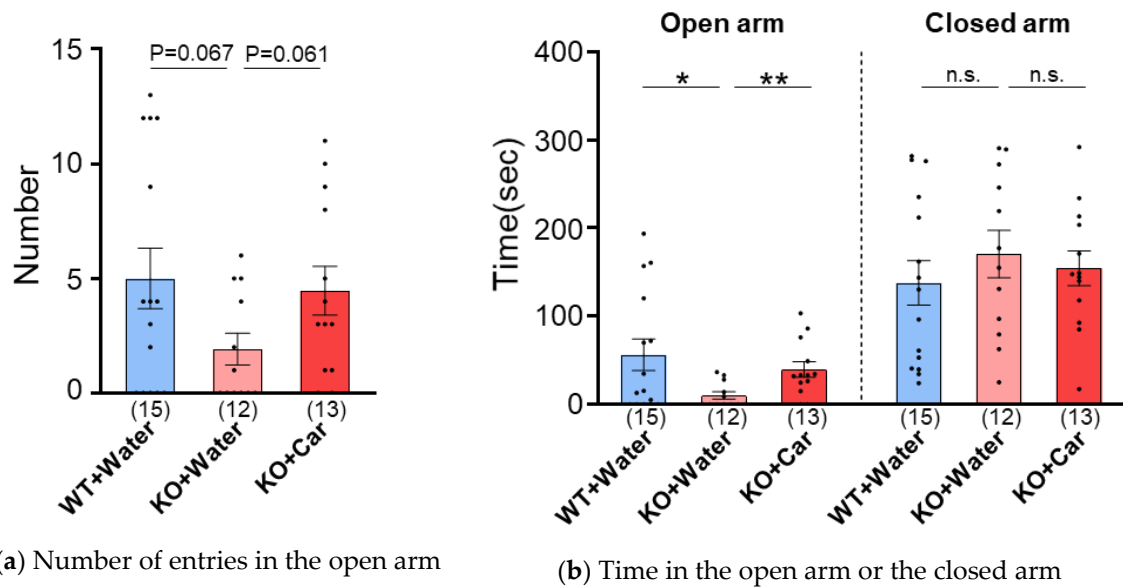 15
10
5
0
Number
P=0.067 P=0.061
(15) (12) (13)
WT+Water KO+Water KO+Car
(a) Number of entries in the open arm
Open arm Closed arm
400
300
200
100
0
Time(sec)
* ** n.s. n.s.
(15) (12) (13) (15) (12) (13)
WT+Water KO+Water KO+Car WT+Water KO+Water KO+Car
(b) Time in the open arm or the closed arm